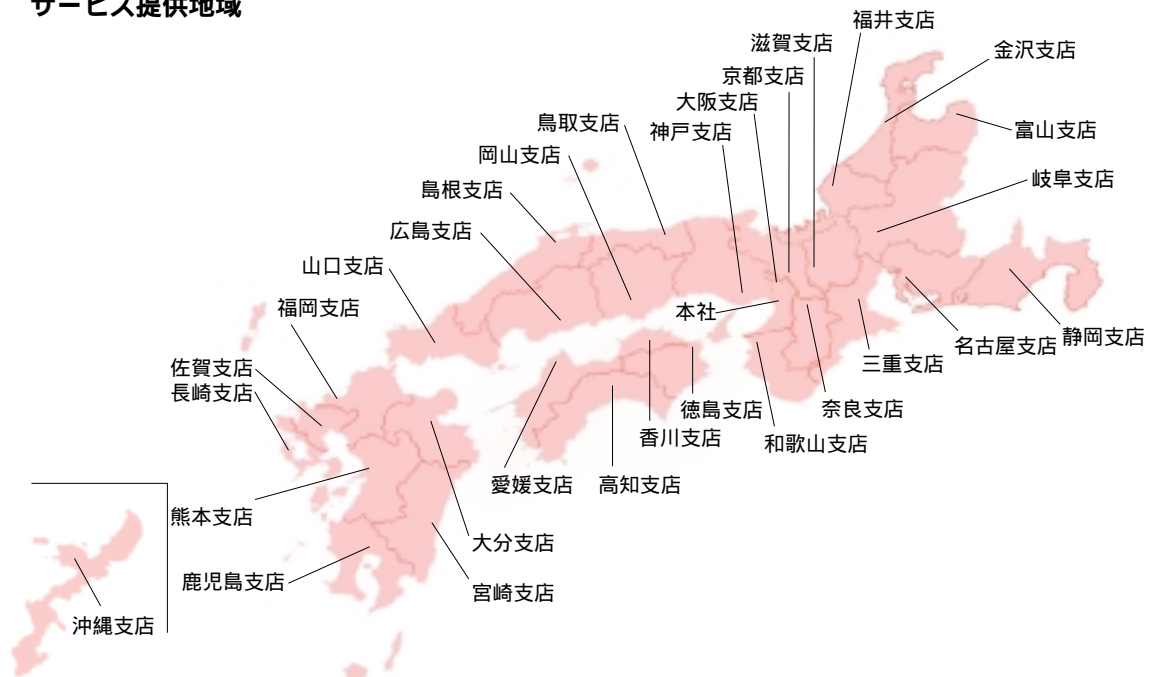 サービス提供地域
福井支店
滋賀支店
金沢支店
京都支店
大阪支店
鳥取支店
神戸支店
富山支店
岡山支店
岐阜支店
島根支店
広島支店
山口支店
福岡支店
本社
静岡支店
名古屋支店
三重支店
佐賀支店
長崎支店
徳島支店
奈良支店
香川支店
和歌山支店
愛媛支店
高知支店
熊本支店
大分支店
鹿児島支店
宮崎支店
沖縄支店